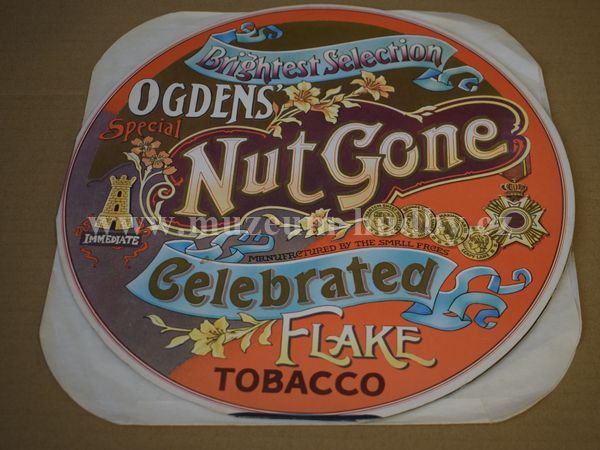 Brightest Selection
OGDENS'
Special
Nut Gone
IMMEDIATE
www.muzeum-hudby.cz
MANUFACTURED BY THE SMALL FACES
Celebrated
FLAKE
TOBACCO